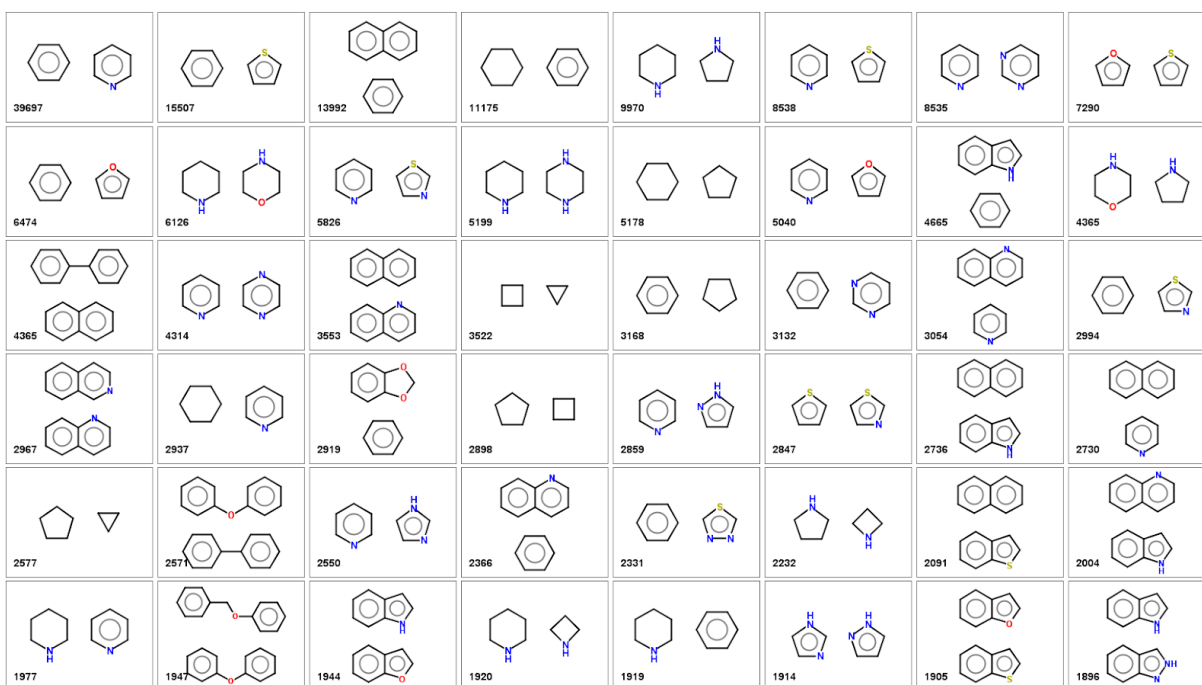 N
39697
S
15507
13992
11175
H
N
N
H
9970
S
N
8538
N
N
N
8535
O
S
7290
O
6474
H
N
N
H
O
6126
S
N
N
5826
H
N
N
H
N
H
5199
5178
O
N
5040
N
H
4665
H
N
H
N
O
4365
4365
N
N
N
4314
N
3553
3522
3168
N
N
3132
N
N
3054
S
N
2994
N
N
2967
N
2937
O
O
2919
2898
H
N
N
N
2859
S
S
N
2847
N
H
2736
N
2730
2577
O
2571
H
N
N
N
2550
N
2366
S
N N
2331
H
N
N
H
2232
S
2091
N
N
H
2004
N
H
N
1977
O
O
1947
N
H
O
1944
N
H
N
H
1920
N
H
1919
H
N
N
H
N
N
1914
O
S
1905
N
H
NH
N
1896